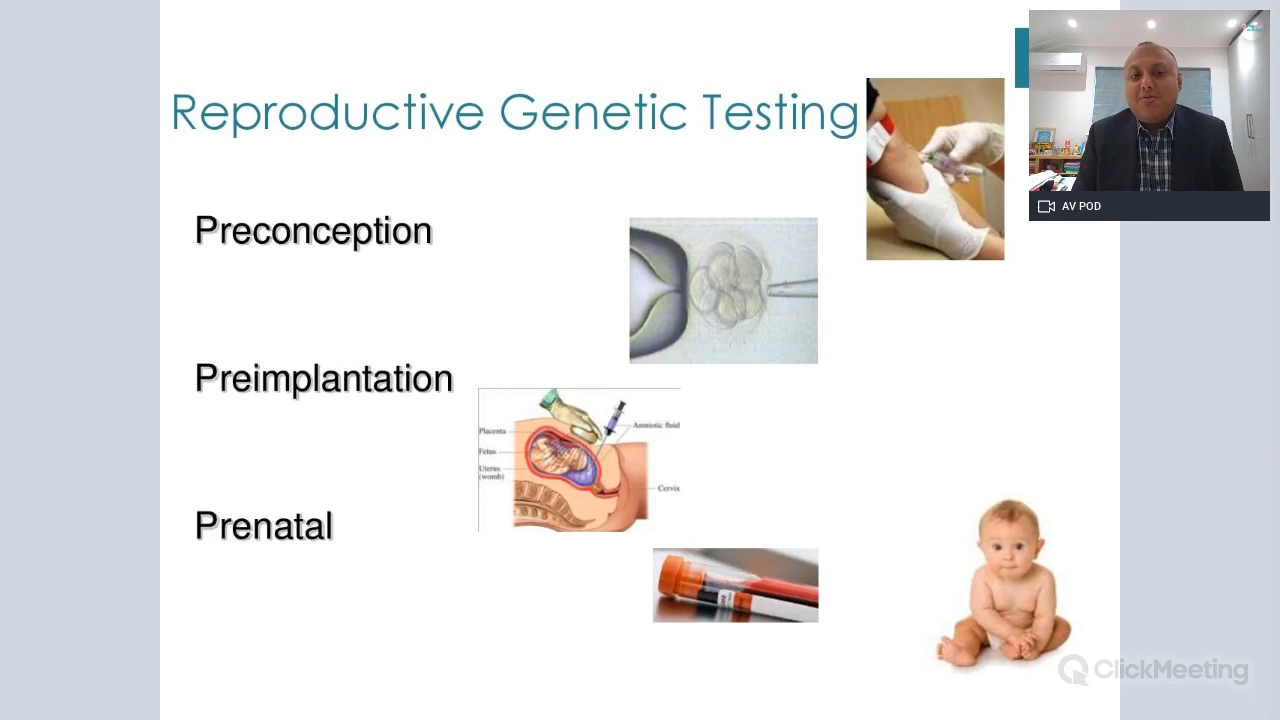 Reproductive Genetic Testing
AV POD
Preconception
Preimplantation
Placenta
Amniotic fluid
Fetus
Uterus
(womb)
Cervix
Prenatal
ClickMeeting